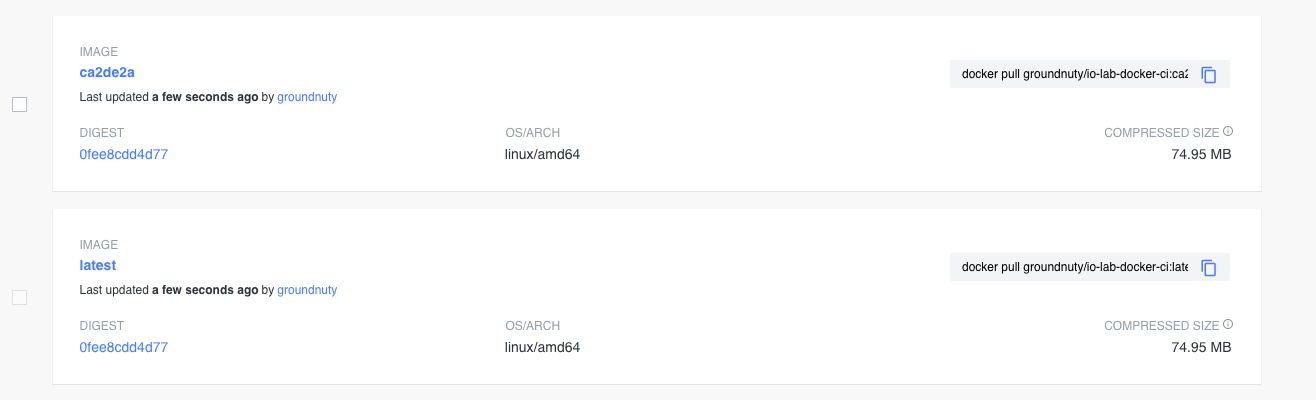 IMAGE
ca2de2a
docker pull groundnuty/io-lab-docker-ci:ca2
Last updated a few seconds ago by groundnuty
DIGEST OS/ARCH COMPRESSED SIZE
0fee8cdd4d77 linux/amd64 74.95 MB
IMAGE
latest
docker pull groundnuty/io-lab-docker-ci:late
Last updated a few seconds ago by groundnuty
DIGEST OS/ARCH COMPRESSED SIZE
0fee8cdd4d77 linux/amd64 74.95 MB